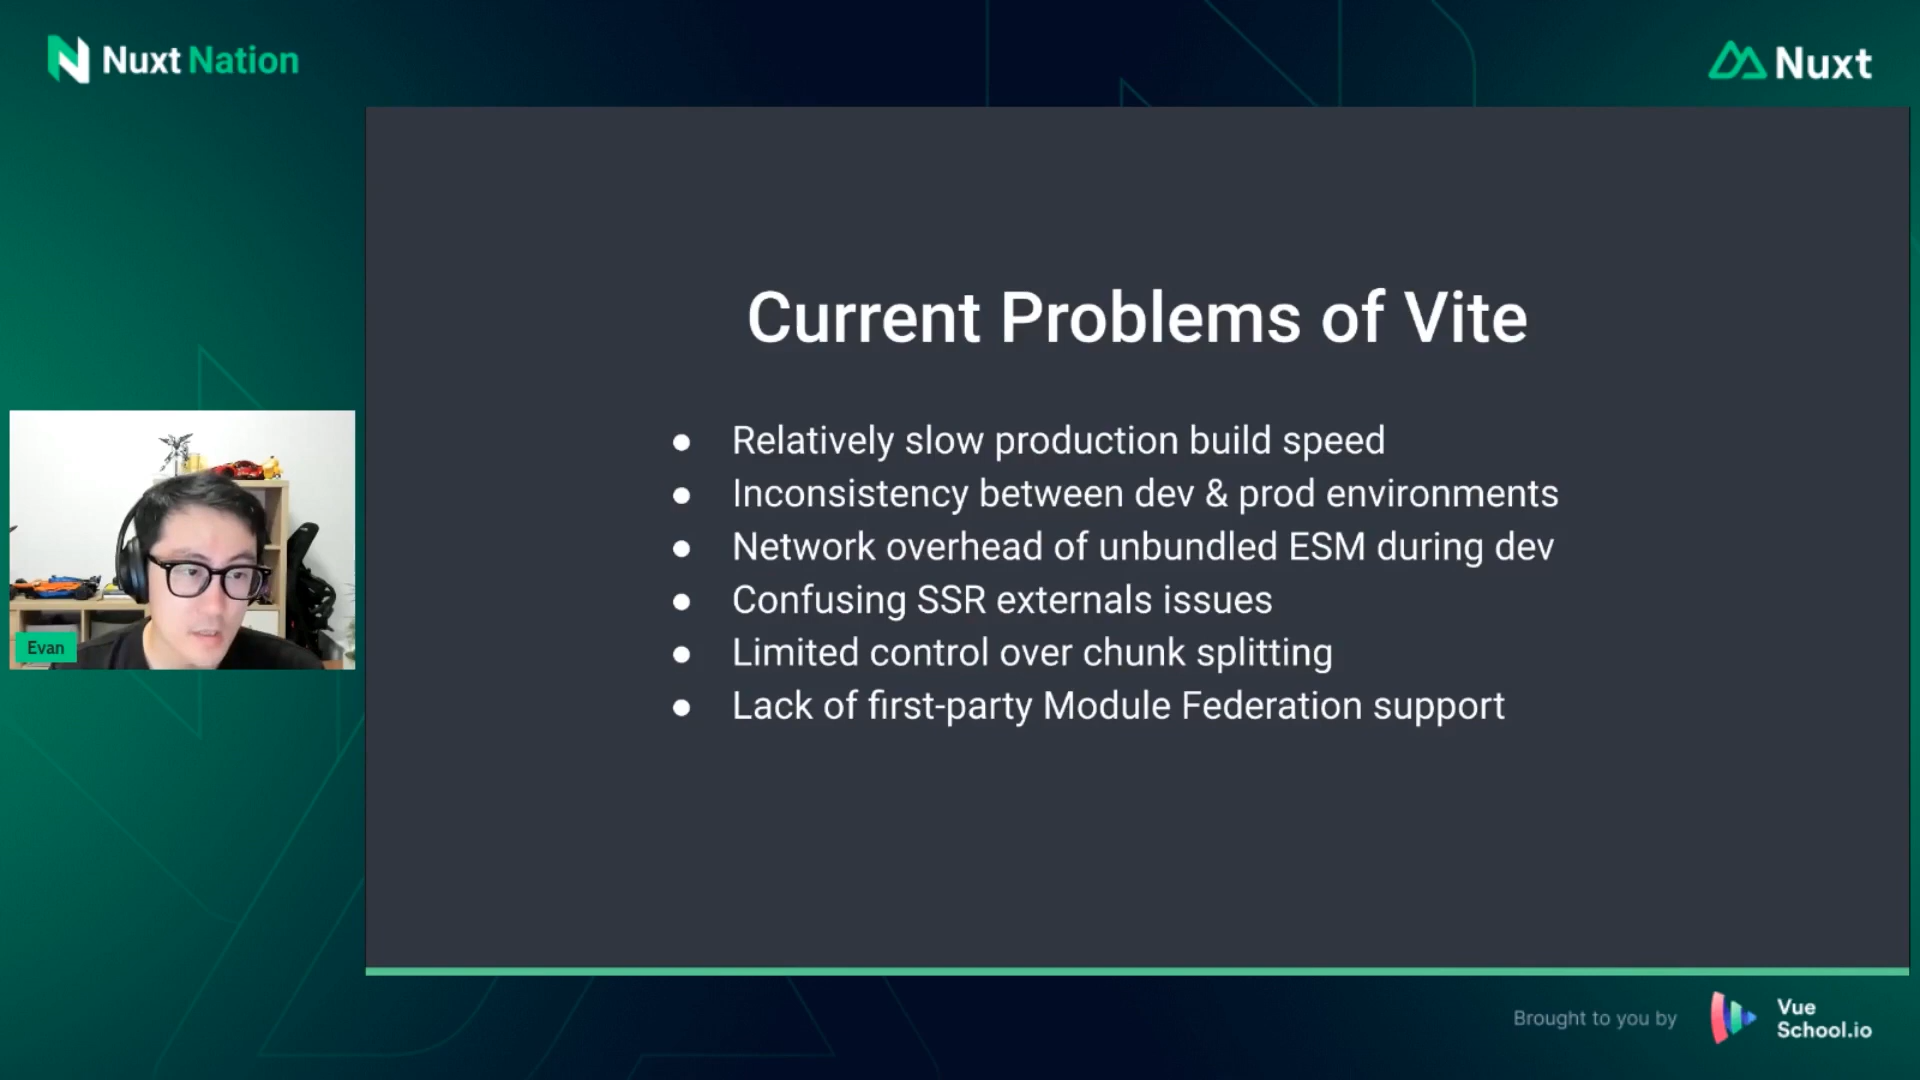 Nuxt Nation
Nuxt
Current Problems of Vite
● Relatively slow production build speed
● Inconsistency between dev & prod environments
● Network overhead of unbundled ESM during dev
● Confusing SSR externals issues
● Limited control over chunk splitting
● Lack of first-party Module Federation support
Evan
Brought to you by
Vue
School.io